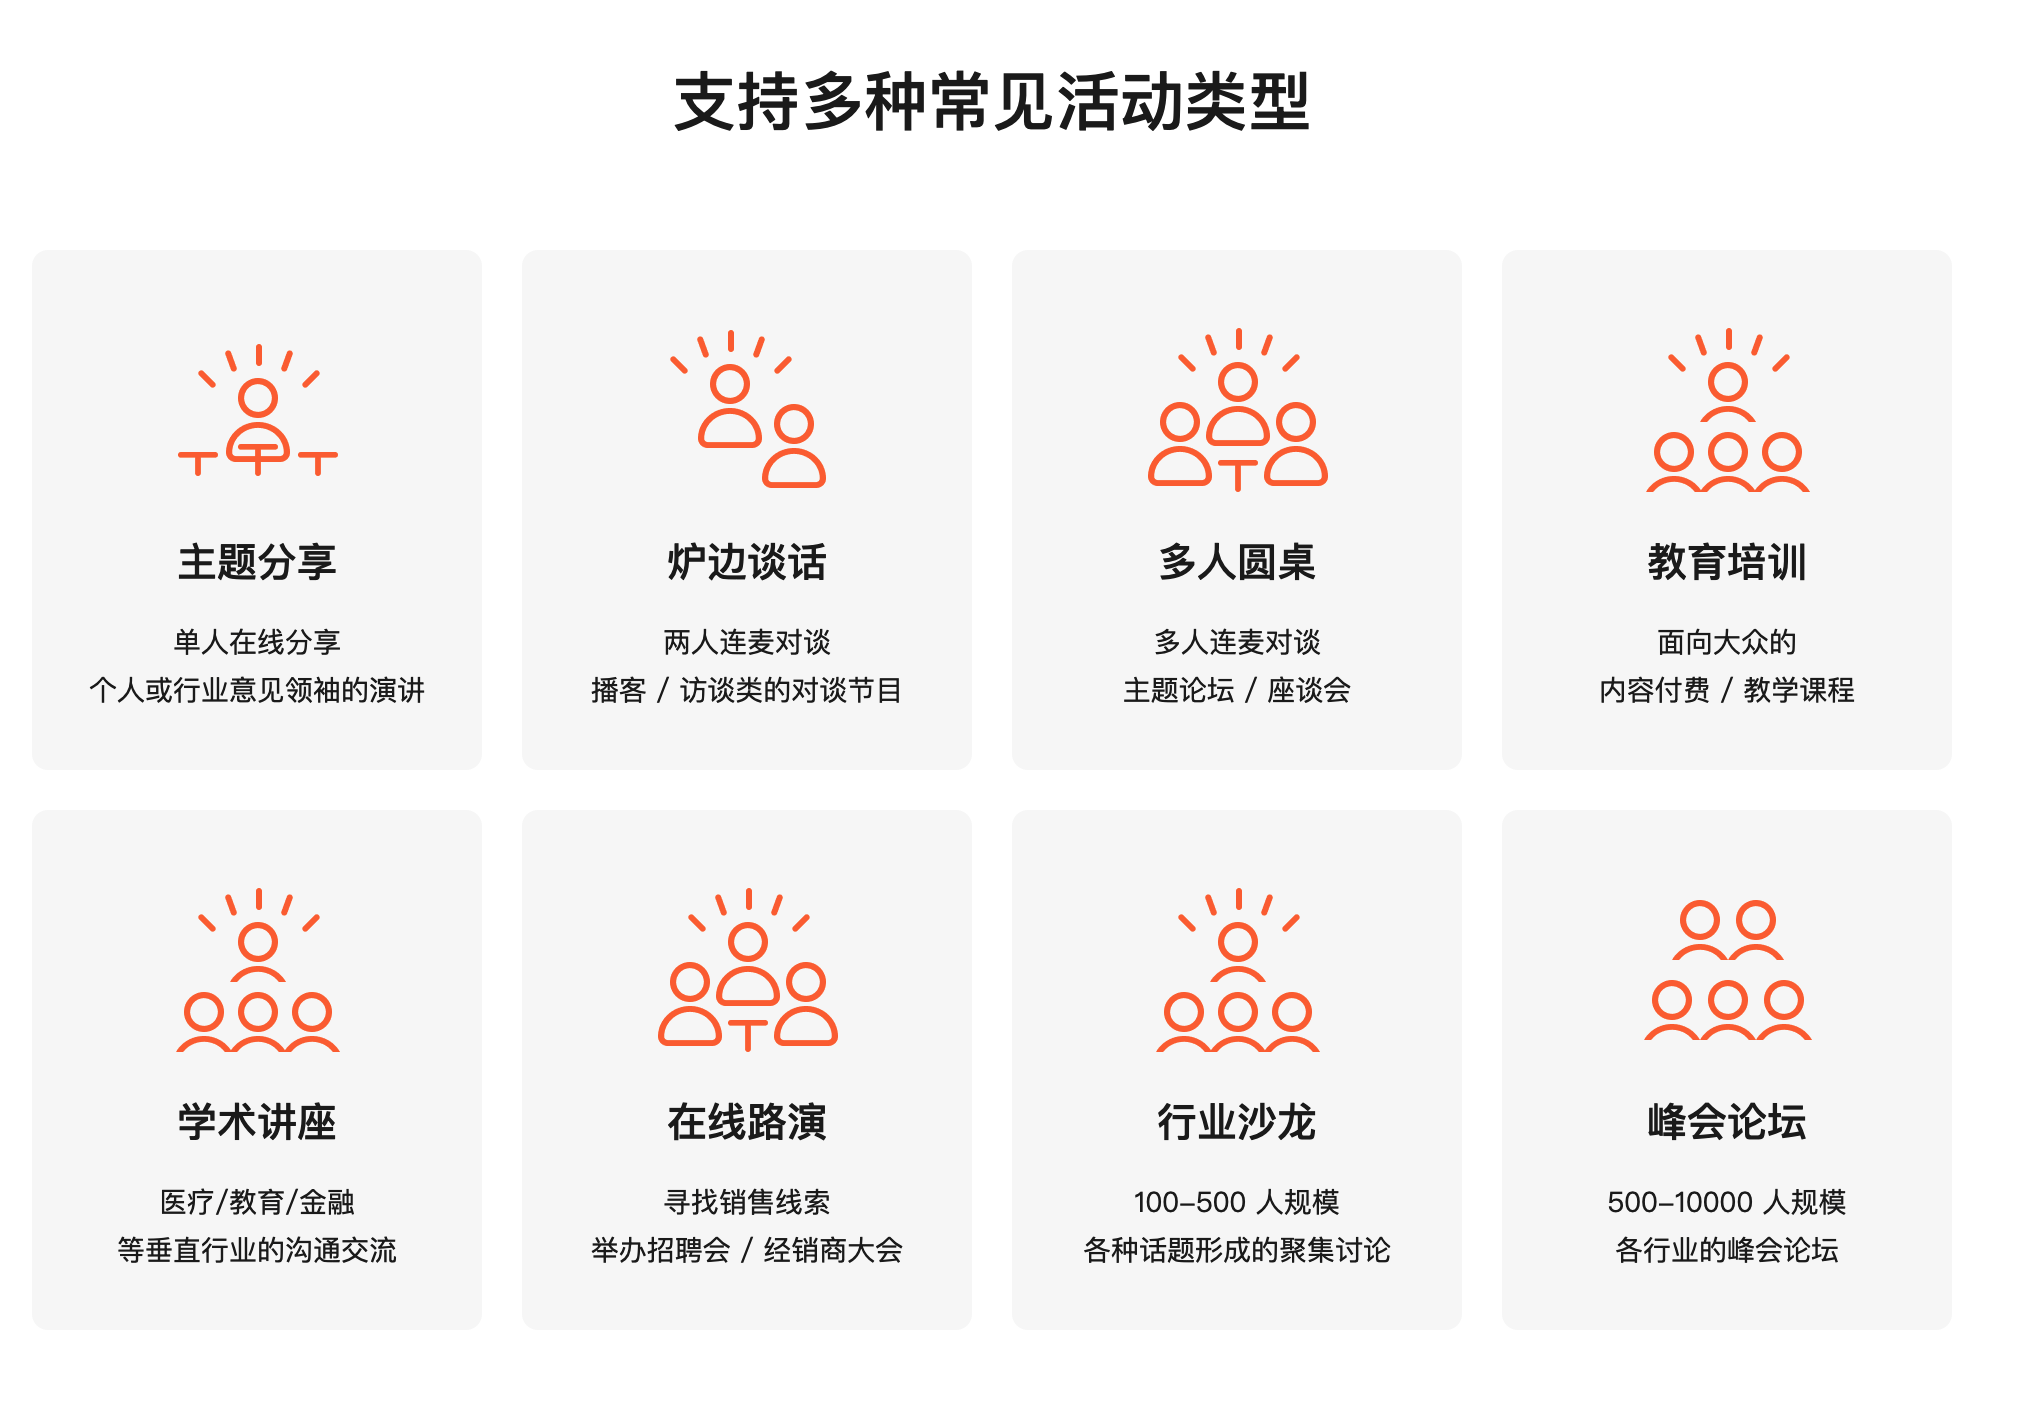 支持多种常见活动类型
主题分享
单人在线分享
个人或行业意见领袖的演讲
炉边谈话
两人连麦对谈
播客 / 访谈类的对谈节目
多人圆桌
多人连麦对谈
主题论坛 / 座谈会
教育培训
面向大众的
内容付费 / 教学课程
学术讲座
医疗/教育/金融
等垂直行业的沟通交流
在线路演
寻找销售线索
举办招聘会 / 经销商大会
行业沙龙
100-500 人规模
各种话题形成的聚集讨论
峰会论坛
500-10000 人规模
各行业的峰会论坛